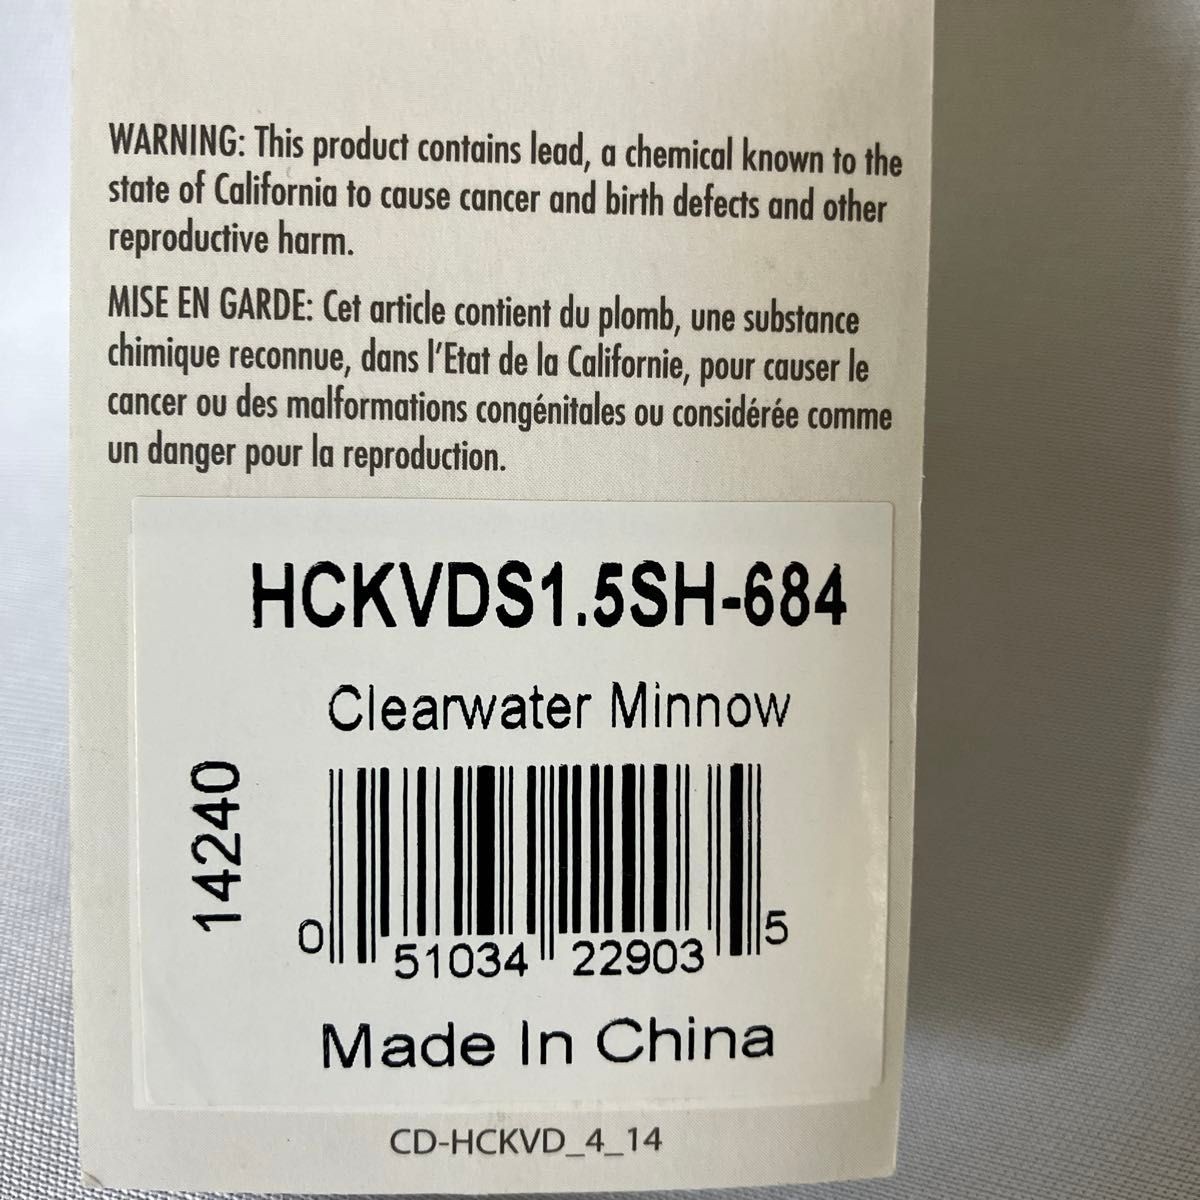 WARNING: This product contains lead, a chemical known to the
state of California to cause cancer and birth defects and other
reproductive harm.
MISE EN GARDE: Cet article contient du plomb, une substance
chimique reconnue, dans l'Etat de la Californie, pour causer le
cancer ou des malformations congénitales ou considérée comme
un danger pour la reproduction.
HCKVDS1.5SH-684
Clearwater Minnow
14240
0 51034 22903 5
Made In China
CD-HCKVD_4_14